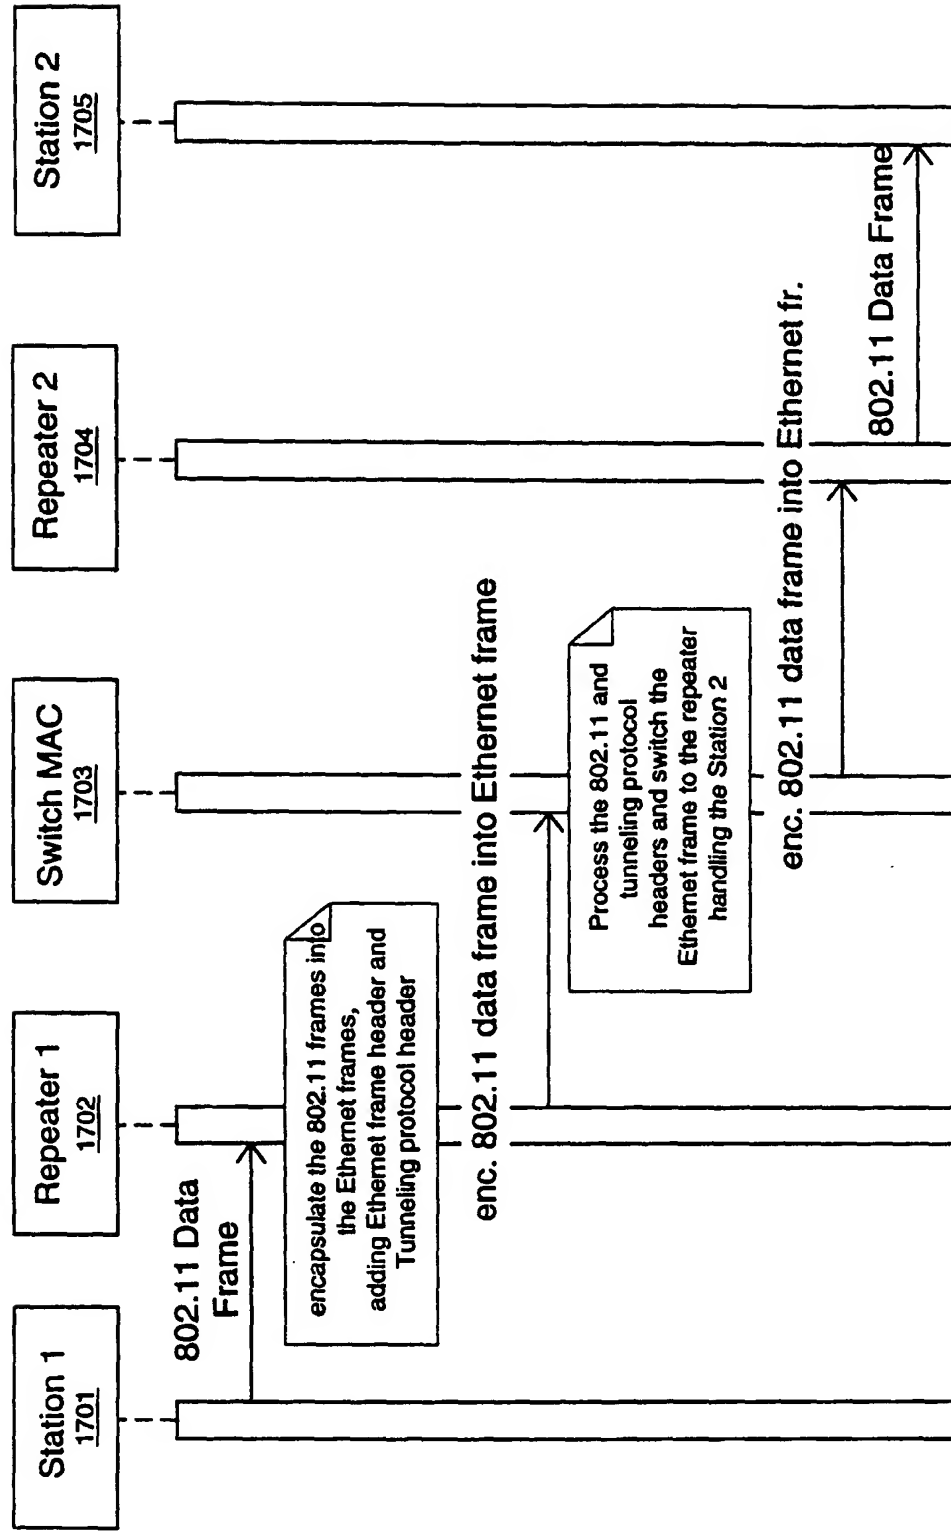 Station 1
1701
Repeater 1
1702
Switch MAC
1703
Repeater 2
1704
Station 2
1705
802.11 Data
Frame
encapsulate the 802.11 frames into
the Ethernet frames,
adding Ethernet frame header and
Tunneling protocol header
enc. 802.11 data frame into Ethernet frame
Process the 802.11 and
tunneling protocol
headers and switch the
Ethernet frame to the repeater
handling the Station 2
enc. 802.11 data frame into Ethernet fr.
802.11 Data Frame